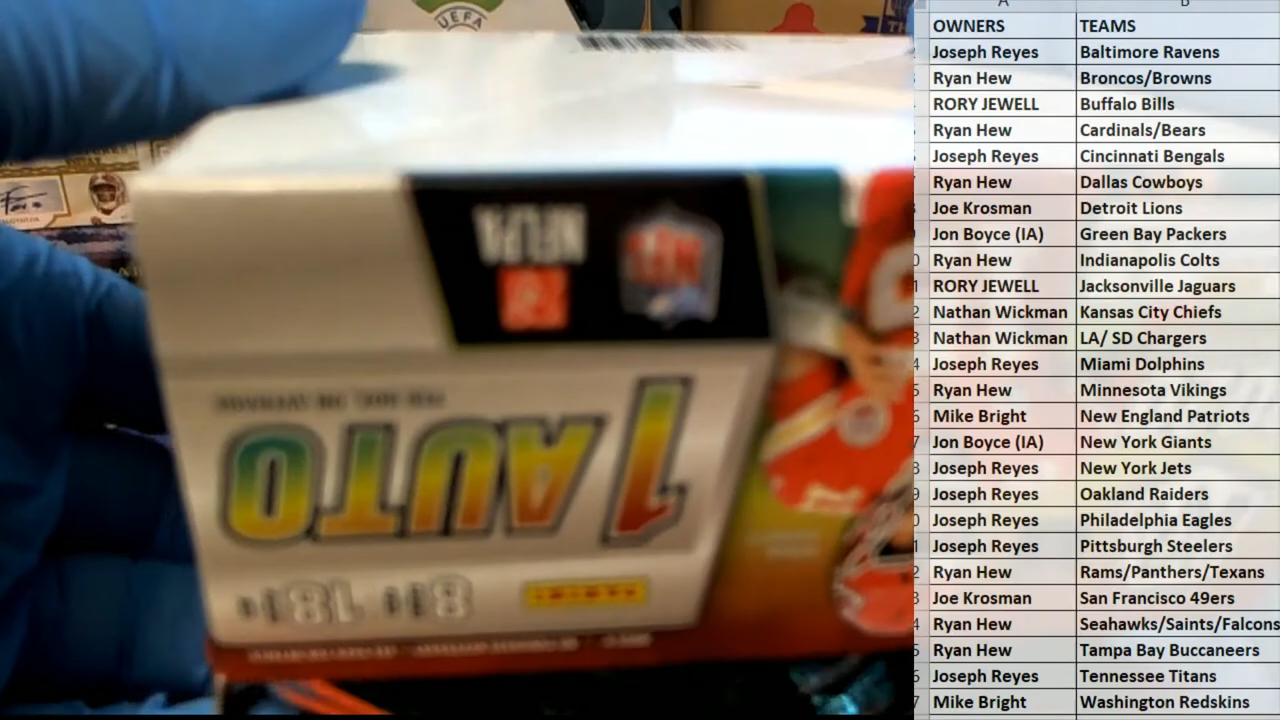 UEFA
NFLPA
NFL
1 AUTO
PANINI
A B
OWNERS TEAMS
Joseph Reyes Baltimore Ravens
Ryan Hew Broncos/Browns
RORY JEWELL Buffalo Bills
Ryan Hew Cardinals/Bears
Joseph Reyes Cincinnati Bengals
Ryan Hew Dallas Cowboys
Joe Krosman Detroit Lions
Jon Boyce (IA) Green Bay Packers
Ryan Hew Indianapolis Colts
RORY JEWELL Jacksonville Jaguars
Nathan Wickman Kansas City Chiefs
Nathan Wickman LA/ SD Chargers
Joseph Reyes Miami Dolphins
Ryan Hew Minnesota Vikings
Mike Bright New England Patriots
Jon Boyce (IA) New York Giants
Joseph Reyes New York Jets
Joseph Reyes Oakland Raiders
Joseph Reyes Philadelphia Eagles
Joseph Reyes Pittsburgh Steelers
Ryan Hew Rams/Panthers/Texans
Joe Krosman San Francisco 49ers
Ryan Hew Seahawks/Saints/Falcons
Ryan Hew Tampa Bay Buccaneers
Joseph Reyes Tennessee Titans
Mike Bright Washington Redskins